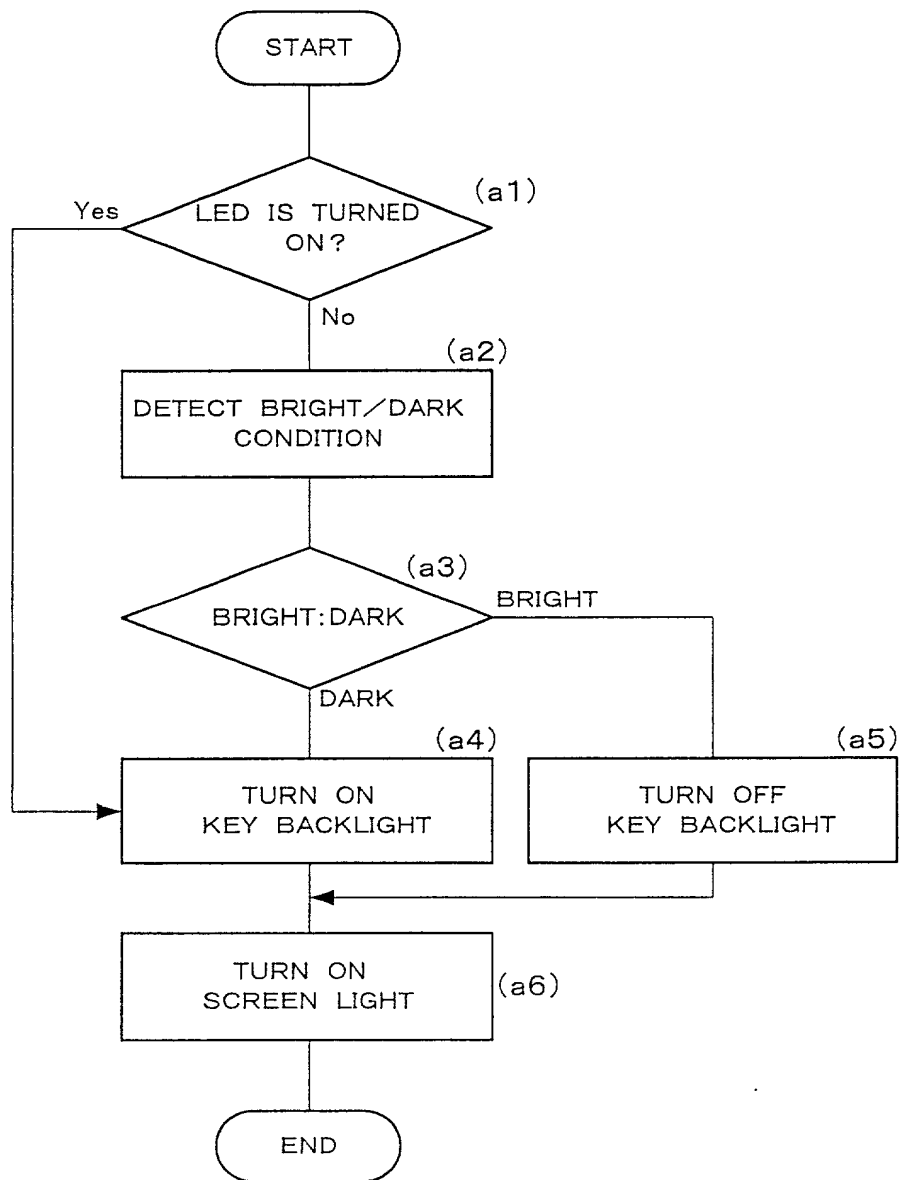 START
(a1)
Yes
LED IS TURNED
ON?
No
(a2)
DETECT BRIGHT/DARK
CONDITION
(a3)
BRIGHT:DARK
BRIGHT
DARK
(a4)
TURN ON
KEY BACKLIGHT
(a5)
TURN OFF
KEY BACKLIGHT
TURN ON
SCREEN LIGHT
(a6)
END